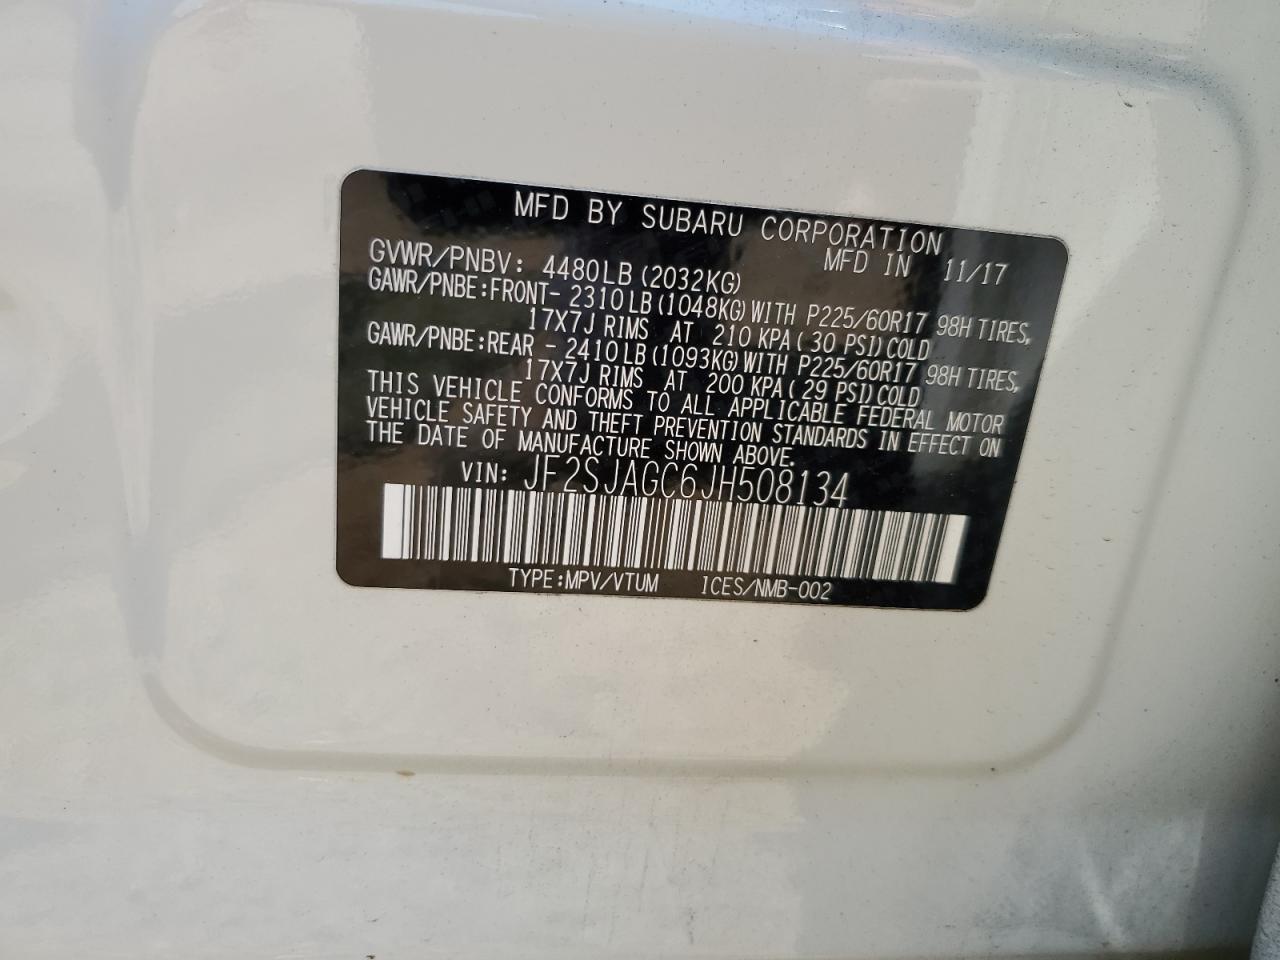 MFD BY SUBARU CORPORATION
MFD IN 11/17
GVWR/PNBV: 4480LB (2032KG)
GAWR/PNBE:FRONT- 2310LB (1048KG) WITH P225/60R17 98H TIRES,
17X7J RIMS AT 210 KPA ( 30 PSI) COLD
GAWR/PNBE:REAR - 2410LB (1093KG) WITH P225/60R17 98H TIRES,
17X7J RIMS AT 200 KPA ( 29 PSI) COLD
THIS VEHICLE CONFORMS TO ALL APPLICABLE FEDERAL MOTOR
VEHICLE SAFETY AND THEFT PREVENTION STANDARDS IN EFFECT ON
THE DATE OF MANUFACTURE SHOWN ABOVE.
VIN: JF2SJAGC6JH508134
TYPE:MPV/VTUM ICES/NMB-002